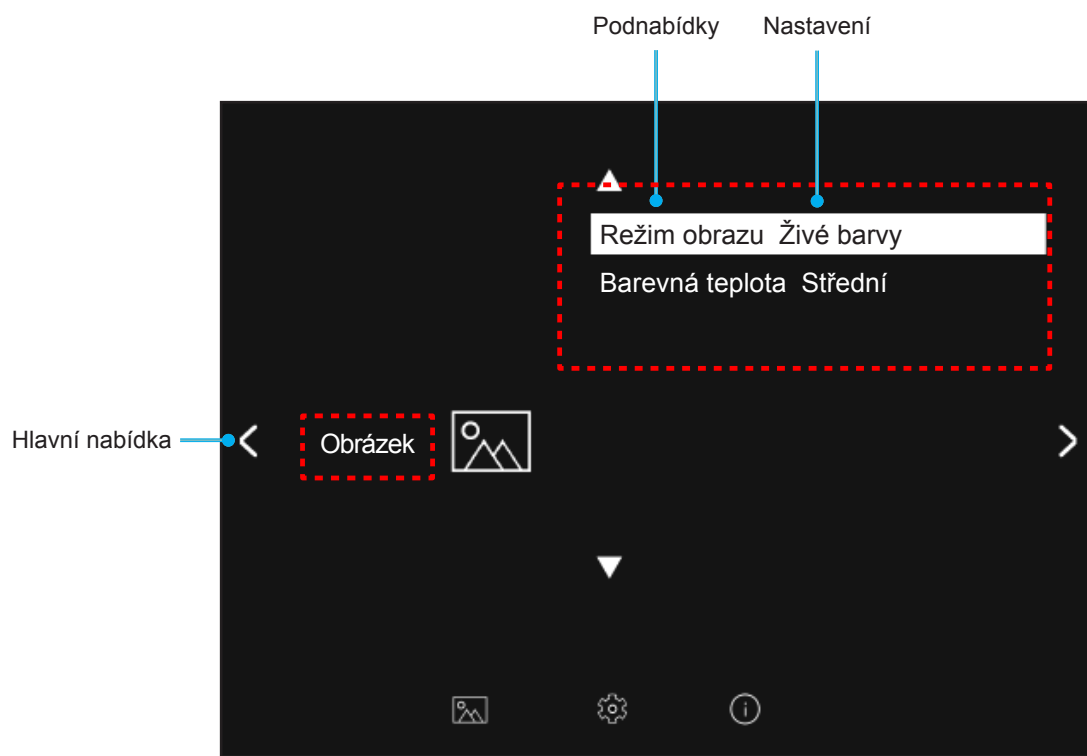 Podnabídky Nastavení
Režim obrazu Živé barvy
Barevná teplota Střední
Hlavní nabídka
Obrázek